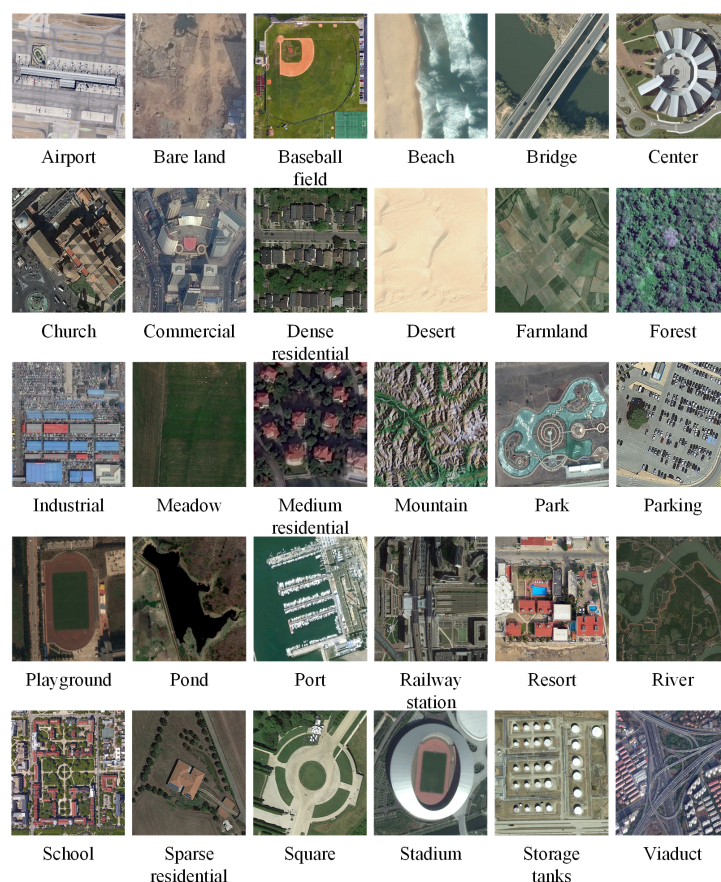 Airport
Bare land
Baseball
field
Beach
Bridge
Center
Church
Commercial
Dense
residential
Desert
Farmland
Forest
Industrial
Meadow
Medium
residential
Mountain
Park
Parking
Playground
Pond
Port
Railway
station
Resort
River
School
Sparse
residential
Square
Stadium
Storage
tanks
Viaduct